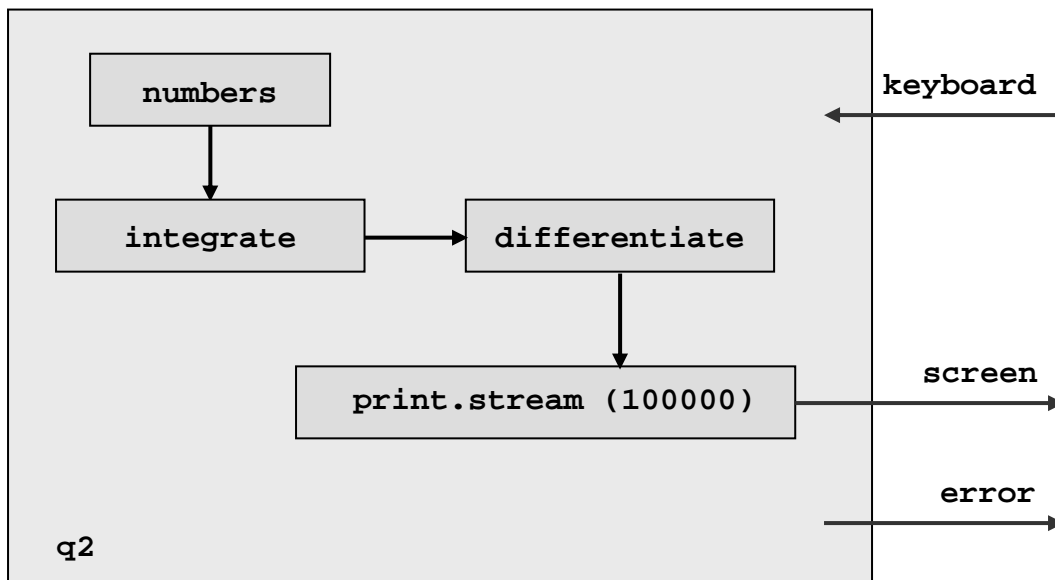 numbers
keyboard
integrate
differentiate
print.stream (100000)
screen
error
q2